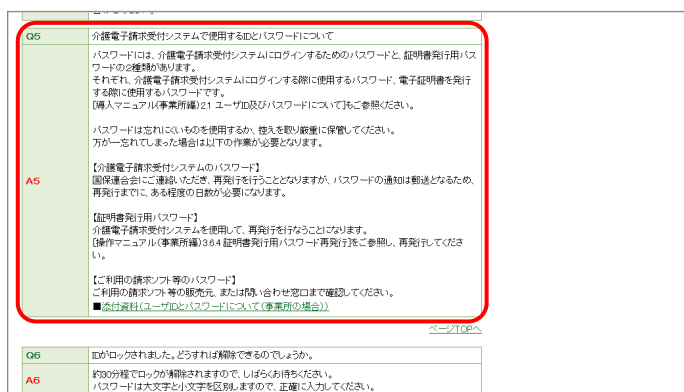 Q5 介護電子請求受付システムで使用するIDとパスワードについて
パスワードには、介護電子請求受付システムにログインするためのパスワードと、証明書発行用パス
ワードの2種類があります。
それぞれ、介護電子請求受付システムにログインする際に使用するパスワード、電子証明書を発行
する際に使用するパスワードです。
[導入マニュアル(事業所編)2.1 ユーザID及びパスワードについて]もご参照ください。
パスワードは忘れにくいものを使用するか、控えを取り厳重に保管してください。
万が一忘れてしまった場合は以下の作業が必要となります。
【介護電子請求受付システムのパスワード】
A5
国保連合会にご連絡いただき、再発行を行うこととなりますが、パスワードの通知は郵送となるため、
再発行までに、ある程度の日数が必要になります。
【証明書発行用パスワード】
介護電子請求受付システムを使用して、再発行を行なうことになります。
[操作マニュアル(事業所編)3.6.4 証明書発行用パスワード再発行]をご参照し、再発行してくださ
い。
【ご利用の請求ソフト等のパスワード】
ご利用の請求ソフト等の販売元、または問い合わせ窓口まで確認してください。
■添付資料(ユーザIDとパスワードについて(事業所の場合))
ページTOPへ
Q6 IDがロックされました。どうすれば解除できるのでしょうか。
A6
約30分程でロックが解除されますので、しばらくお待ちください。
パスワードは大文字と小文字を区別しますので、正確に入力してください。